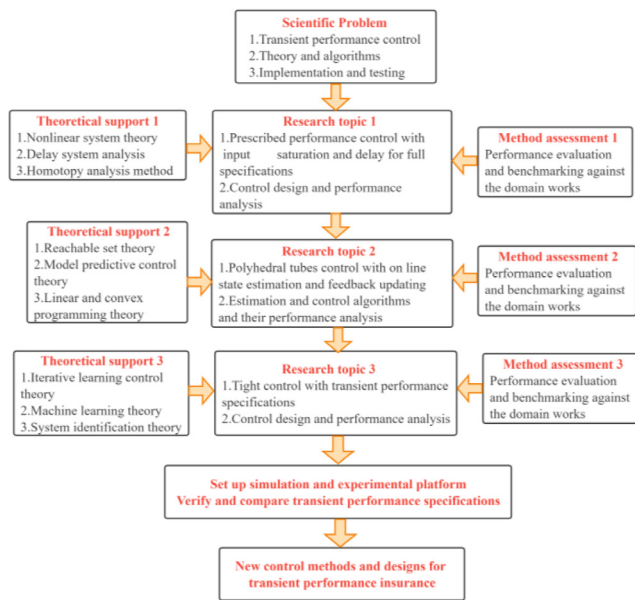 Scientific Problem
1.Transient performance control
2.Theory and algorithms
3.Implementation and testing
Theoretical support 1
1.Nonlinear system theory
2.Delay system analysis
3.Homotopy analysis method
Research topic 1
1.Prescribed performance control with
input saturation and delay for full
specifications
2.Control design and performance
analysis
Method assessment 1
Performance evaluation
and benchmarking against
the domain works
Theoretical support 2
1.Reachable set theory
2.Model predictive control
theory
3.Linear and convex
programming theory
Research topic 2
1.Polyhedral tubes control with on line
state estimation and feedback updating
2.Estimation and control algorithms
and their performance analysis
Method assessment 2
Performance evaluation
and benchmarking against
the domain works
Theoretical support 3
1.Iterative learning control
theory
2.Machine learning theory
3.System identification theory
Research topic 3
1.Tight control with transient performance
specifications
2.Control design and performance analysis
Method assessment 3
Performance evaluation
and benchmarking against
the domain works
Set up simulation and experimental platform
Verify and compare transient performance specifications
New control methods and designs for
transient performance insurance